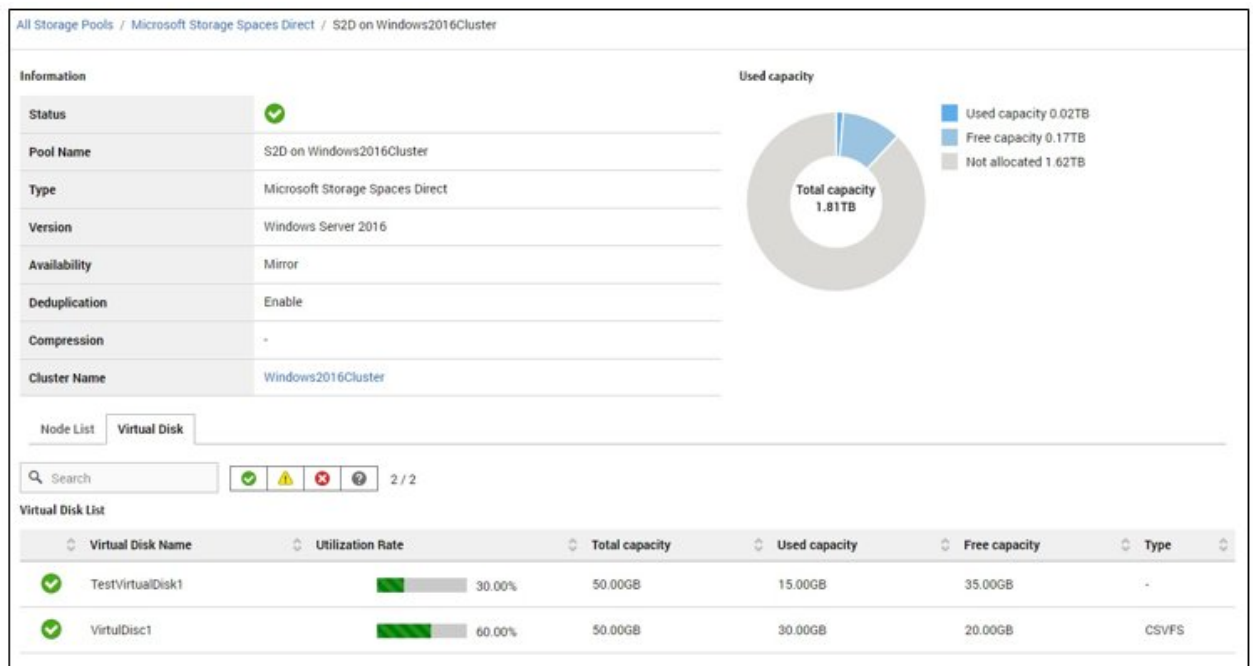 All Storage Pools / Microsoft Storage Spaces Direct / S2D on Windows2016Cluster
Information
Status
Pool Name S2D on Windows2016Cluster
Type Microsoft Storage Spaces Direct
Version Windows Server 2016
Availability Mirror
Deduplication Enable
Compression -
Cluster Name Windows2016Cluster
Used capacity
Used capacity 0.02TB
Free capacity 0.17TB
Not allocated 1.62TB
Total capacity
1.81TB
Node List Virtual Disk
Search 2 / 2
Virtual Disk List
Virtual Disk Name Utilization Rate Total capacity Used capacity Free capacity Type
TestVirtualDisk1 30.00% 50.00GB 15.00GB 35.00GB -
VirtulDisc1 60.00% 50.00GB 30.00GB 20.00GB CSVFS